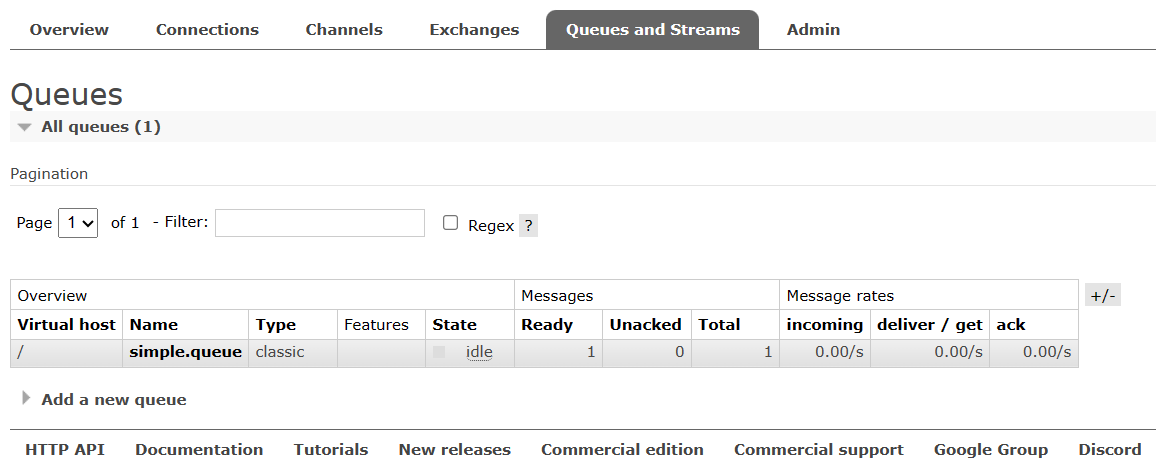 Overview Connections Channels Exchanges Queues and Streams Admin
Queues
All queues (1)
Pagination
Page 1 of 1 - Filter: Regex ?
Overview Messages Message rates +/-
Virtual host Name Type Features State Ready Unacked Total incoming deliver / get ack
/ simple.queue classic idle 1 0 1 0.00/s 0.00/s 0.00/s
Add a new queue
HTTP API Documentation Tutorials New releases Commercial edition Commercial support Google Group Discord